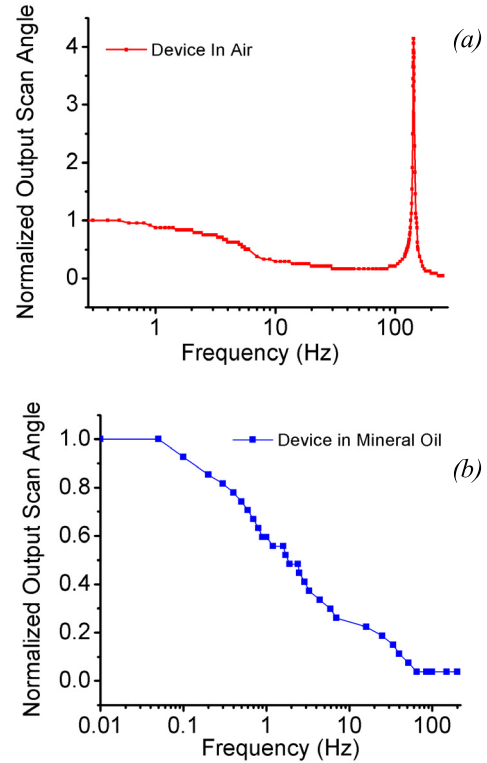 (a)
Device In Air
Normalized Output Scan Angle
4
3
2
1
0
1 10 100
Frequency (Hz)
(b)
Device in Mineral Oil
Normalized Output Scan Angle
1.0
0.8
0.6
0.4
0.2
0.0
0.01 0.1 1 10 100
Frequency (Hz)